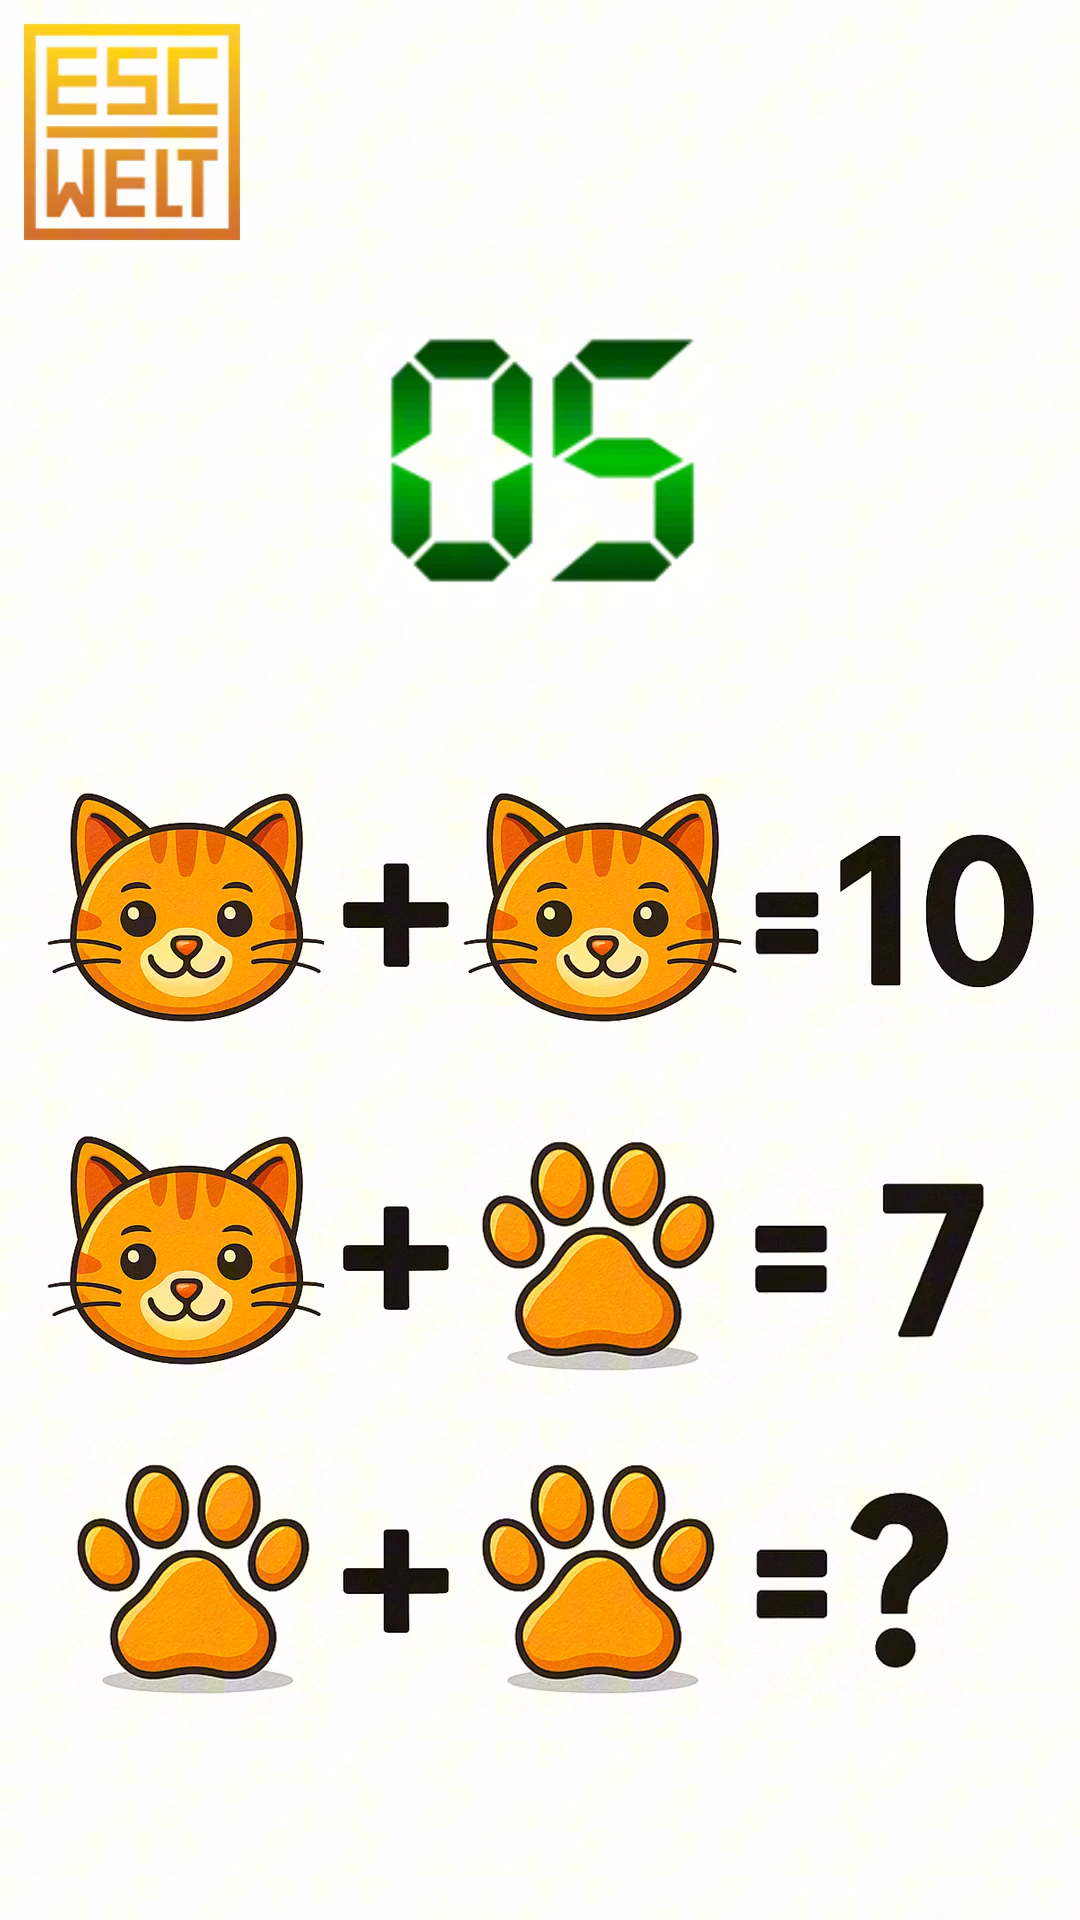 ESC
WELT
05
+ =10
+ = 7
+ =?